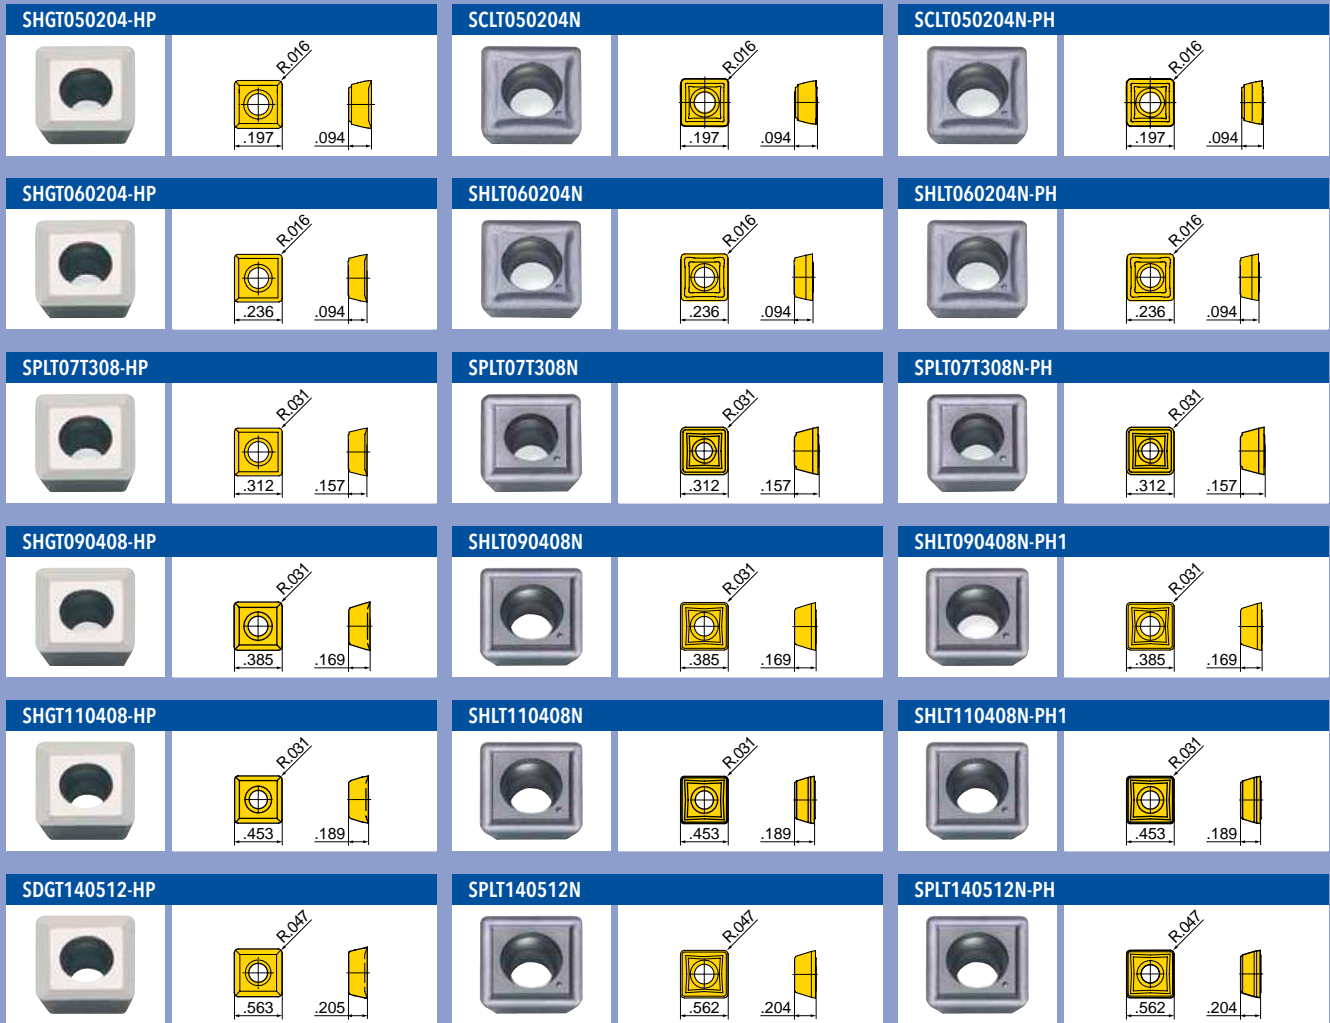 SHGT050204-HP
R.016
.197
.094
SCLT050204N
R.016
.197
.094
SCLT050204N-PH
R.016
.197
.094
SHGT060204-HP
R.016
.236
.094
SHLT060204N
R.016
.236
.094
SHLT060204N-PH
R.016
.236
.094
SPLT07T308-HP
R.031
.312
.157
SPLT07T308N
R.031
.312
.157
SPLT07T308N-PH
R.031
.312
.157
SHGT090408-HP
R.031
.385
.169
SHLT090408N
R.031
.385
.169
SHLT090408N-PH1
R.031
.385
.169
SHGT110408-HP
R.031
.453
.189
SHLT110408N
R.031
.453
.189
SHLT110408N-PH1
R.031
.453
.189
SDGT140512-HP
R.047
.563
.205
SPLT140512N
R.047
.562
.204
SPLT140512N-PH
R.047
.562
.204